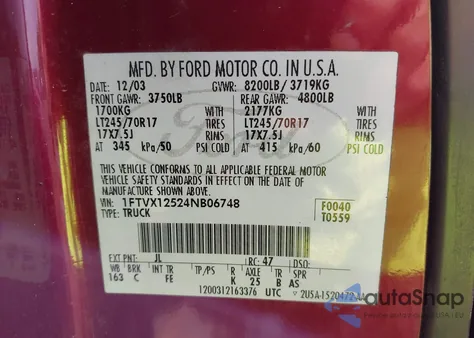 MFD. BY FORD MOTOR CO. IN U.S.A.
DATE: 12/03 GVWR: 8200LB/ 3719KG
FRONT GAWR: 3750LB REAR GAWR: 4800LB
1700KG WITH 2177KG WITH
LT245/70R17 TIRES LT245/70R17 TIRES
17X7.5J RIMS 17X7.5J RIMS
AT 345 kPa/50 PSI COLD AT 415 kPa/60 PSI COLD
THIS VEHICLE CONFORMS TO ALL APPLICABLE FEDERAL MOTOR
VEHICLE SAFETY STANDARDS IN EFFECT ON THE DATE OF
MANUFACTURE SHOWN ABOVE.
VIN: 1FTVX12524NB06748 F0040
TYPE: TRUCK T0559
EXT PNT: JL RC: 47 DSO:
WB BRK INT TR TP/PS R AXLE TR SPR
163 C FE K 25 B AS
1200312163376 UTC
autaSnap